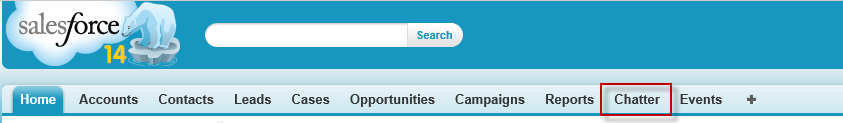 salesforce
14
Search
Home Accounts Contacts Leads Cases Opportunities Campaigns Reports Chatter Events +